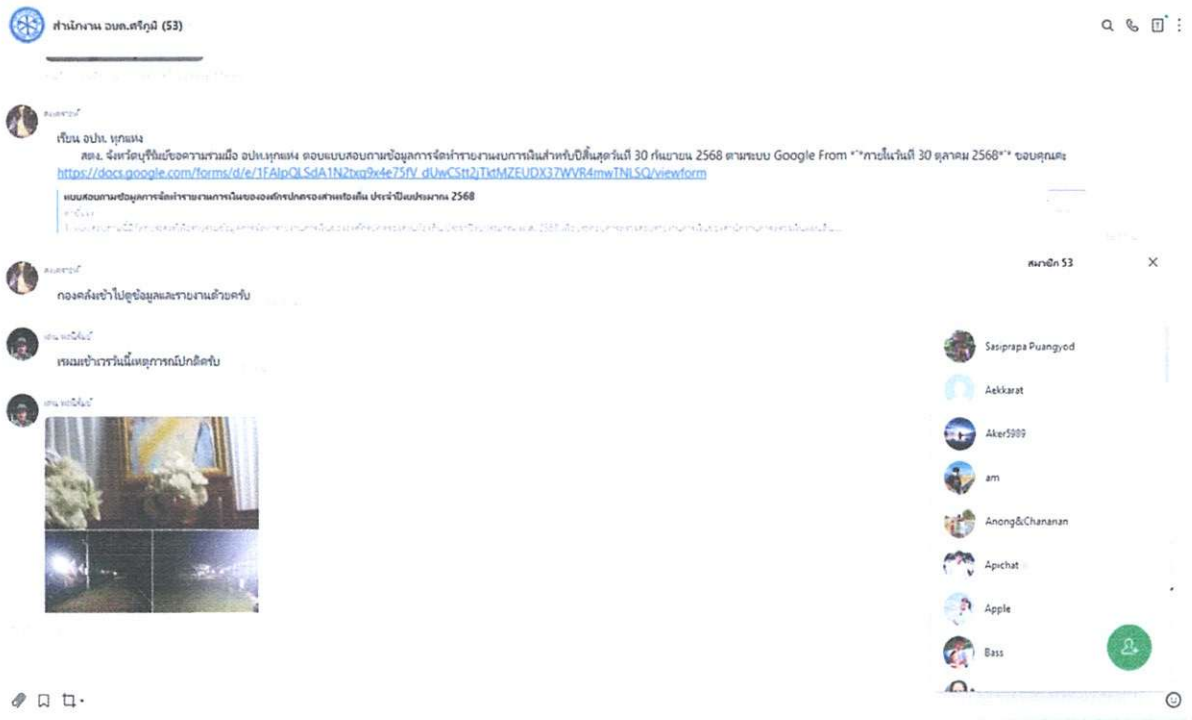 สำนักงาน อบต.ศรีภูมิ (53)
เรียน อปท. ทุกแห่ง
สตง. จังหวัดบุรีรัมย์ขอความร่วมมือ อปท.ทุกแห่ง ตอบแบบสอบถามข้อมูลการจัดทำรายงานงบการเงินสำหรับปีสิ้นสุดวันที่ 30 กันยายน 2568 ตามระบบ Google From **ภายในวันที่ 30 ตุลาคม 2568** ขอบคุณค่ะ
https://docs.google.com/forms/d/e/1FAIpQLSdA1N2txg9x4e75fV_dUwCStt2jTktMZEUDX37WVR4mwTNLSQ/viewform
แบบสอบถามข้อมูลการจัดทำรายงานการเงินขององค์กรปกครองส่วนท้องถิ่น ประจำปีงบประมาณ 2568
สมาชิก 53
กองคลังเข้าไปดูข้อมูลและรายงานด้วยครับ
เวรผมเข้าเวรวันนี้เหตุการณ์ปกติครับ
Sasiprapa Puangyod
Aekkarat
Aker5989
am
Anong&Chananan
Apichat
Apple
Bass